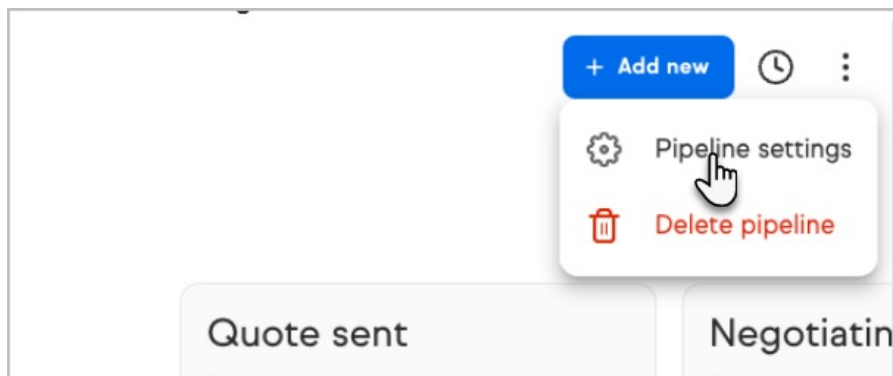 + Add new
Pipeline settings
Delete pipeline
Quote sent
Negotiatin